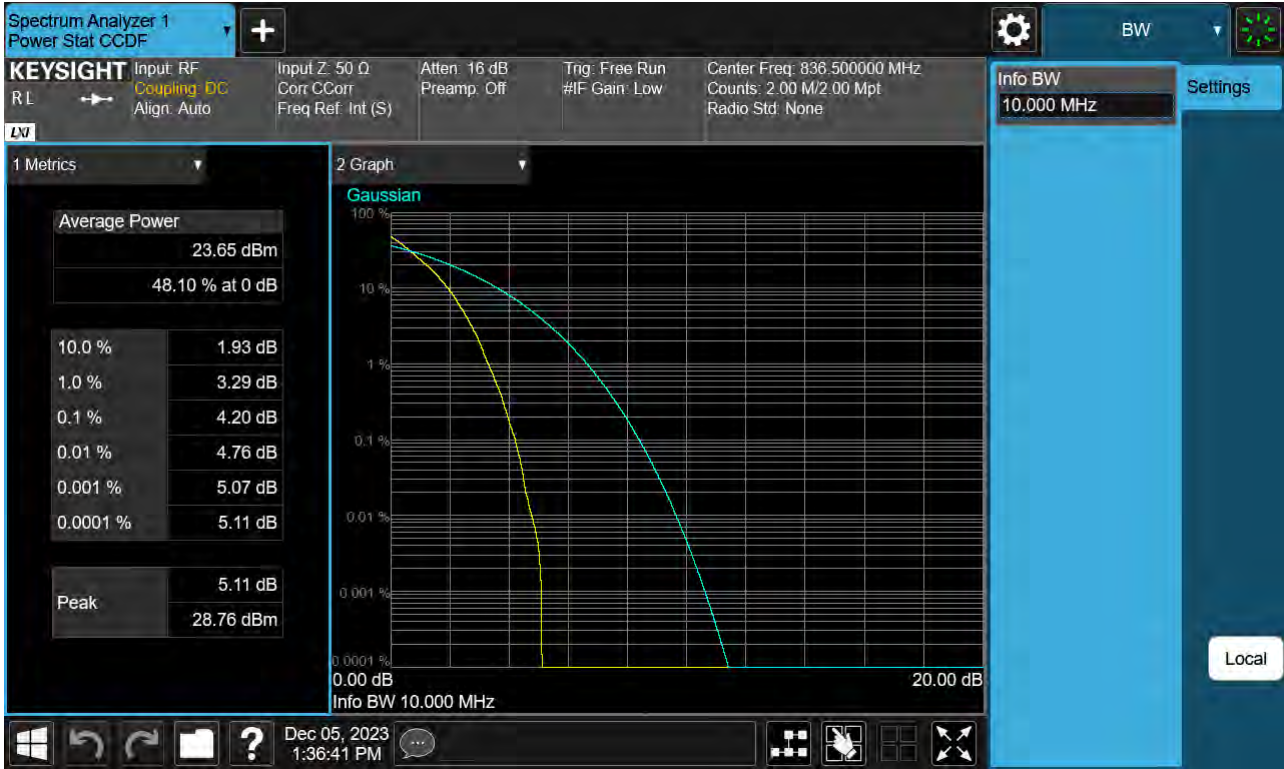 Spectrum Analyzer 1
Power Stat CCDF
+
BW
KEYSIGHT
RL
LXI
Input: RF
Coupling: DC
Align: Auto
Input Z: 50 Ω
Corr CCorr
Freq Ref: Int (S)
Atten: 16 dB
Preamp: Off
Trig: Free Run
#IF Gain: Low
Center Freq: 836.500000 MHz
Counts: 2.00 M/2.00 Mpt
Radio Std: None
Info BW
10.000 MHz
Settings
1 Metrics
Average Power
23.65 dBm
48.10 % at 0 dB
10.0 % 1.93 dB
1.0 % 3.29 dB
0.1 % 4.20 dB
0.01 % 4.76 dB
0.001 % 5.07 dB
0.0001 % 5.11 dB
Peak
5.11 dB
28.76 dBm
2 Graph
Gaussian
100 %
10 %
1 %
0.1 %
0.01 %
0.001 %
0.0001 %
0.00 dB 20.00 dB
Info BW 10.000 MHz
Local
?
Dec 05, 2023
1:36:41 PM